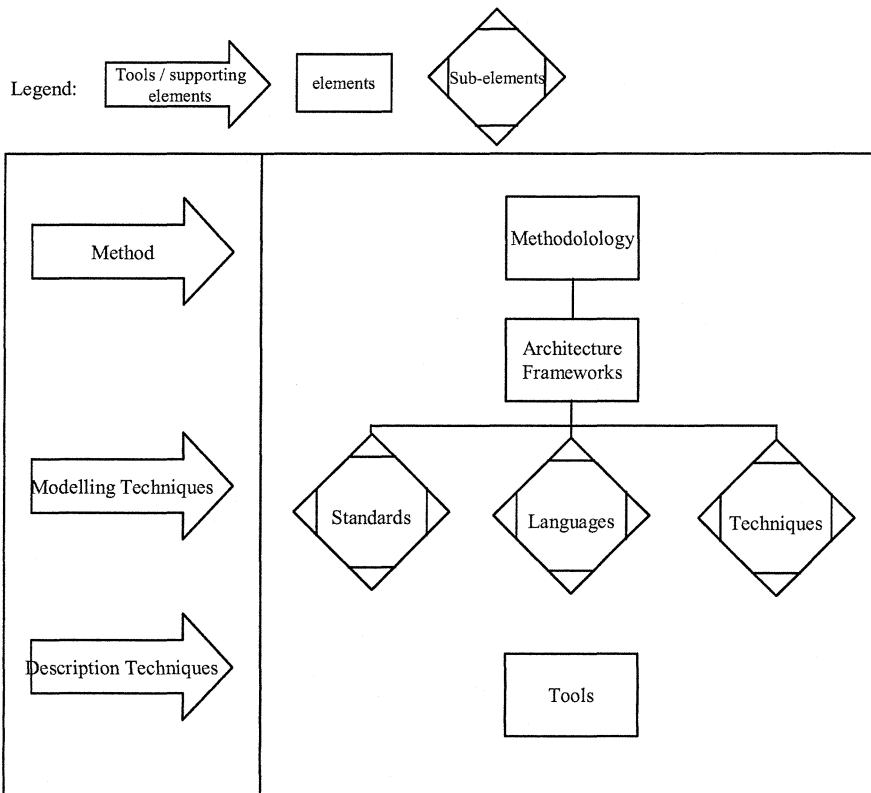 Legend:
Tools / supporting
elements
elements
Sub-elements
Method
Methodolology
Architecture
Frameworks
Modelling Techniques
Standards
Languages
Techniques
Description Techniques
Tools